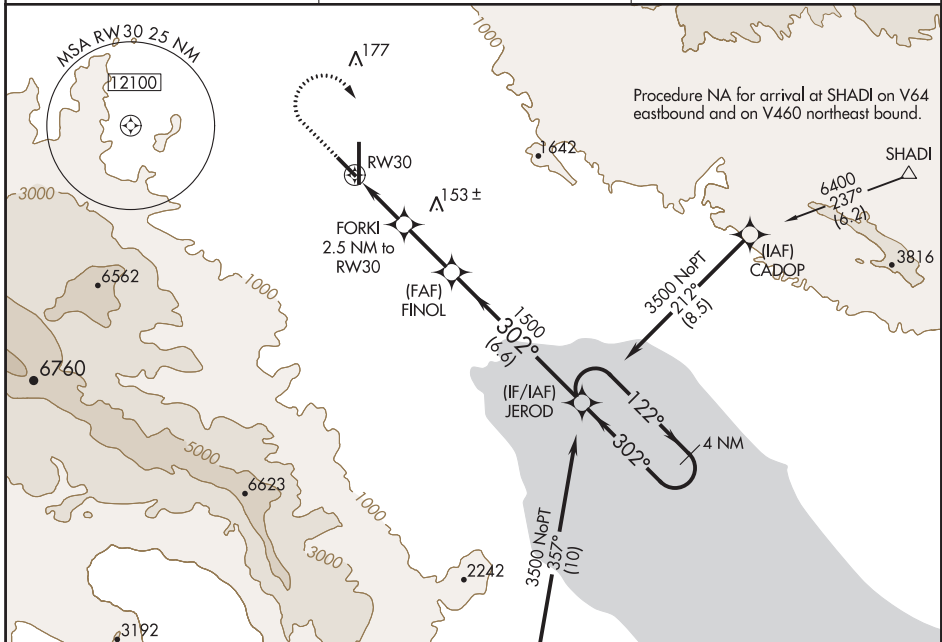 MSA RW30 25 NM
12100
177
1000
Procedure NA for arrival at SHADI on V64
eastbound and on V460 northeast bound.
1642
SHADI
RW30
6400
237°
(6.2)
153 ±
3000
FORKI
2.5 NM to
RW30
(IAF)
CADOP
3816
(FAF)
FINOL
6562
1000
3500 NoPT
212°
(8.5)
1500
302°
(6.6)
6760
(IF/IAF)
JEROD
122°
302°
4 NM
5000
6623
1000
3000
3500 NoPT
357°
(10)
2242
3192